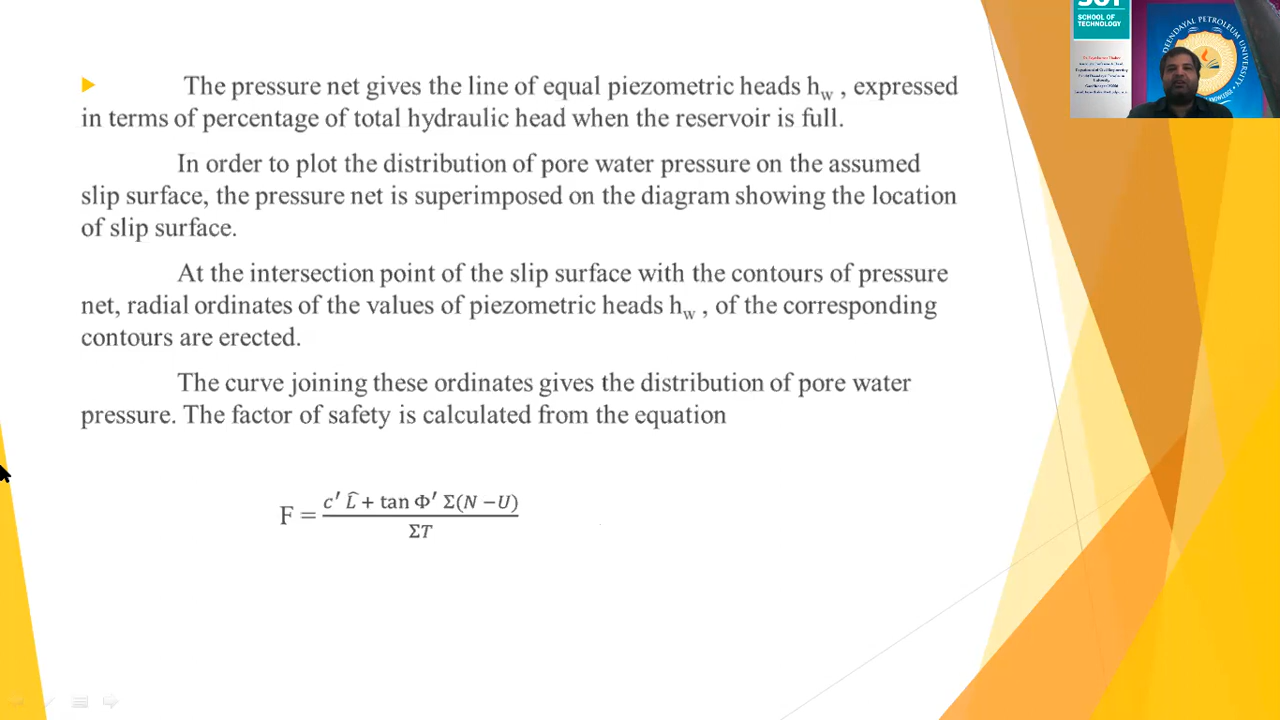 The pressure net gives the line of equal piezometric heads hw , expressed
in terms of percentage of total hydraulic head when the reservoir is full.
In order to plot the distribution of pore water pressure on the assumed
slip surface, the pressure net is superimposed on the diagram showing the location
of slip surface.
At the intersection point of the slip surface with the contours of pressure
net, radial ordinates of the values of piezometric heads hw , of the corresponding
contours are erected.
The curve joining these ordinates gives the distribution of pore water
pressure. The factor of safety is calculated from the equation
F = (c′ L̂ + tan Φ′ Σ(N −U)) / ΣT
SCHOOL OF
TECHNOLOGY
DEENDAYAL PETROLEUM UNIVERSITY